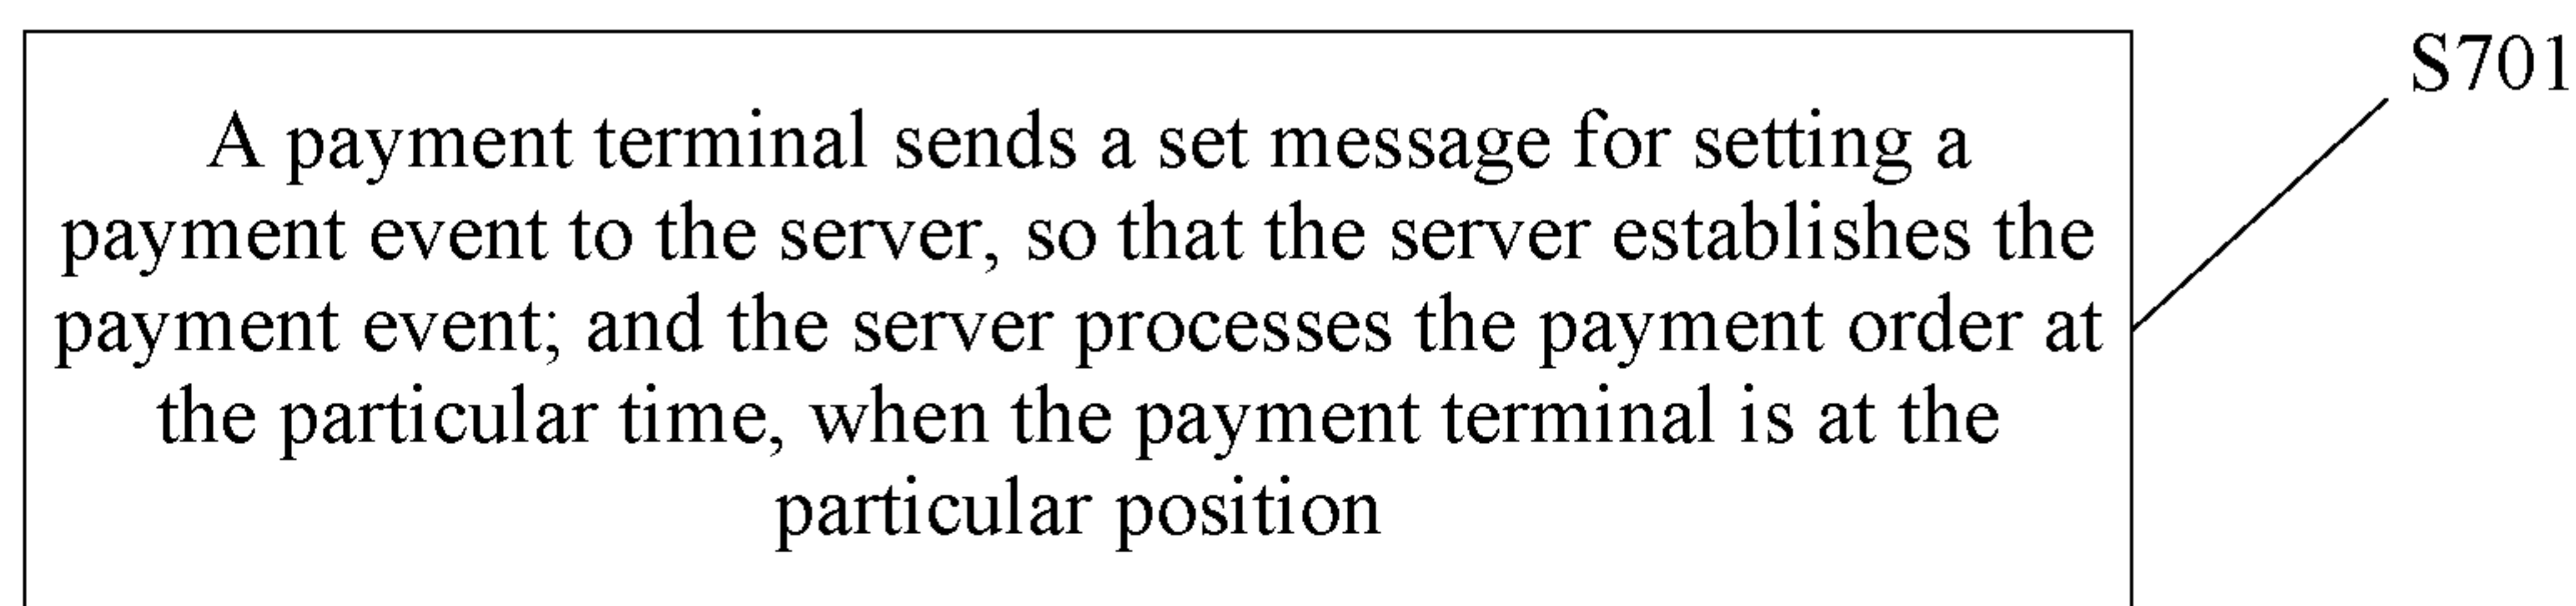 S701
A payment terminal sends a set message for setting a
payment event to the server, so that the server establishes the
payment event; and the server processes the payment order at
the particular time, when the payment terminal is at the
particular position